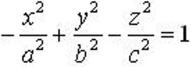 -x²/a² + y²/b² - z²/c² = 1